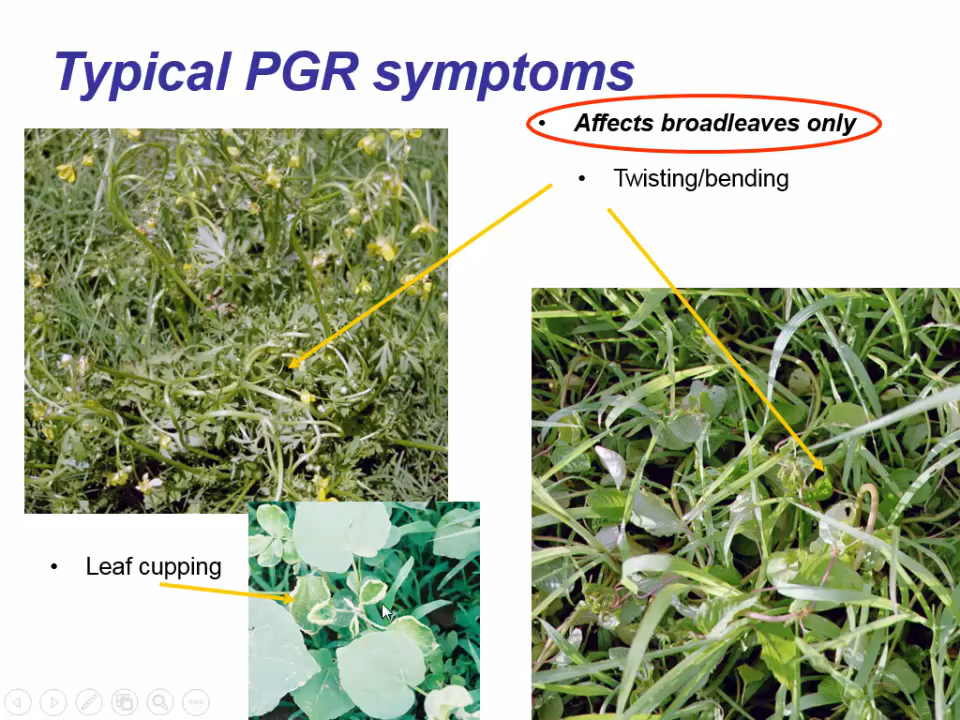 Typical PGR symptoms
• Affects broadleaves only
• Twisting/bending
• Leaf cupping